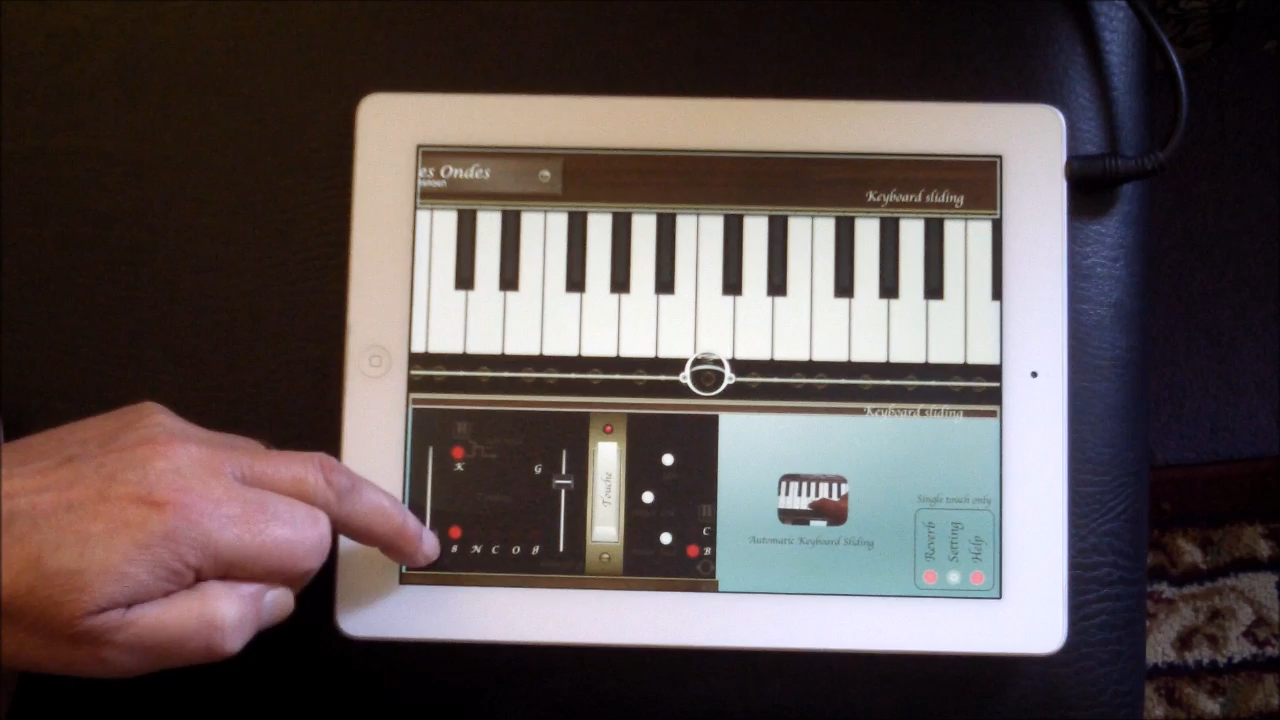 es Ondes
Keyboard sliding
Keyboard sliding
K
G
Touche
B N C O
C
B
Single touch only
Automatic Keyboard Sliding
Reverb
Setting
Help